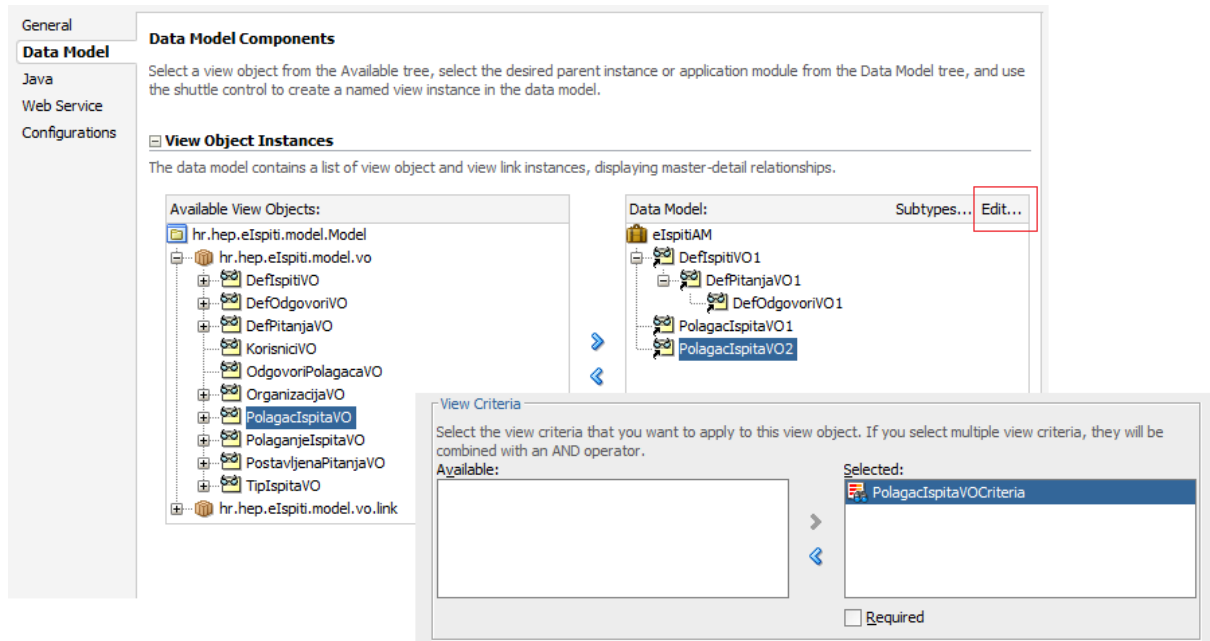 General
Data Model
Java
Web Service
Configurations
Data Model Components
Select a view object from the Available tree, select the desired parent instance or application module from the Data Model tree, and use
the shuttle control to create a named view instance in the data model.
View Object Instances
The data model contains a list of view object and view link instances, displaying master-detail relationships.
Available View Objects:
hr.hep.eIspiti.model.Model
hr.hep.eIspiti.model.vo
DefIspitiVO
DefOdgovoriVO
DefPitanjaVO
KorisniciVO
OdgovoriPolagacaVO
OrganizacijaVO
PolagacIspitaVO
PolaganjeIspitaVO
PostavljenaPitanjaVO
TipIspitaVO
hr.hep.eIspiti.model.vo.link
Data Model: Subtypes... Edit...
eIspitiAM
DefIspitiVO1
DefPitanjaVO1
DefOdgovoriVO1
PolagacIspitaVO1
PolagacIspitaVO2
View Criteria
Select the view criteria that you want to apply to this view object. If you select multiple view criteria, they will be
combined with an AND operator.
Available:
Selected:
PolagacIspitaVOCriteria
Required